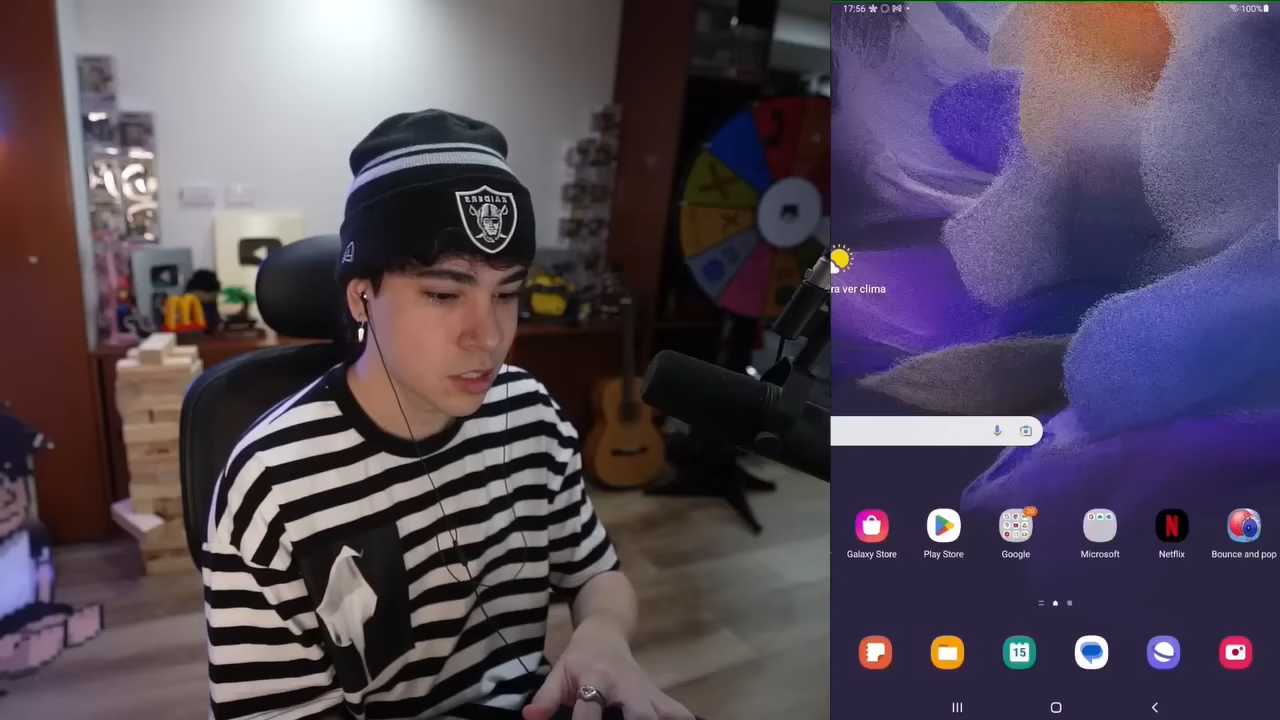 17:56
100%
RAIDERS
ra ver clima
Galaxy Store
Play Store
Google
Microsoft
Netflix
Bounce and pop
15